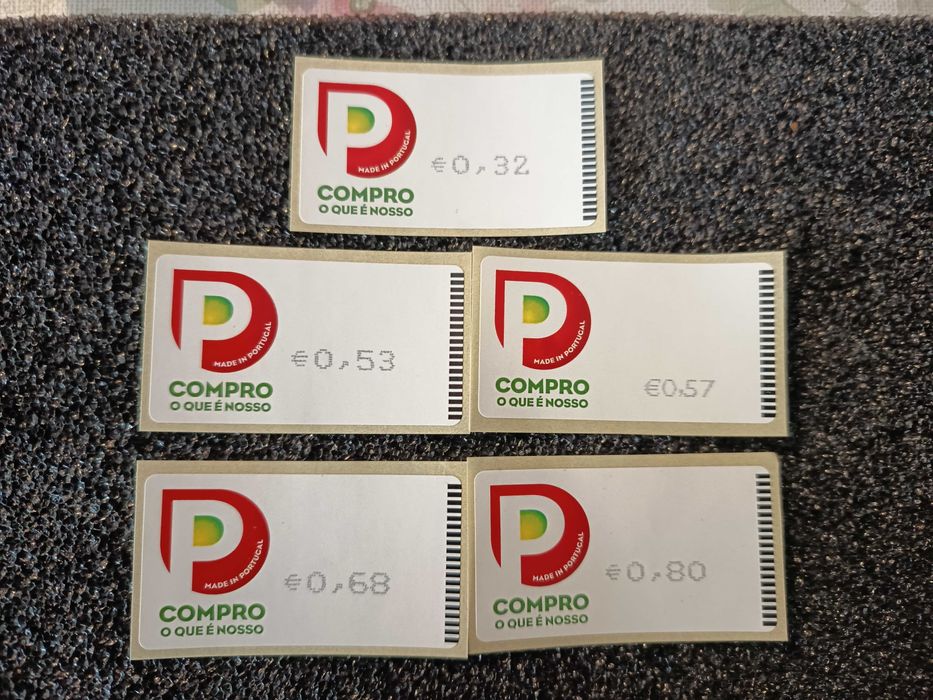 P
MADE IN PORTUGAL
€0,32
COMPRO
O QUE É NOSSO
P
MADE IN PORTUGAL
€0,53
COMPRO
O QUE É NOSSO
P
MADE IN PORTUGAL
€0,57
COMPRO
O QUE É NOSSO
P
MADE IN PORTUGAL
€0,68
COMPRO
O QUE É NOSSO
P
MADE IN PORTUGAL
€0,80
COMPRO
O QUE É NOSSO